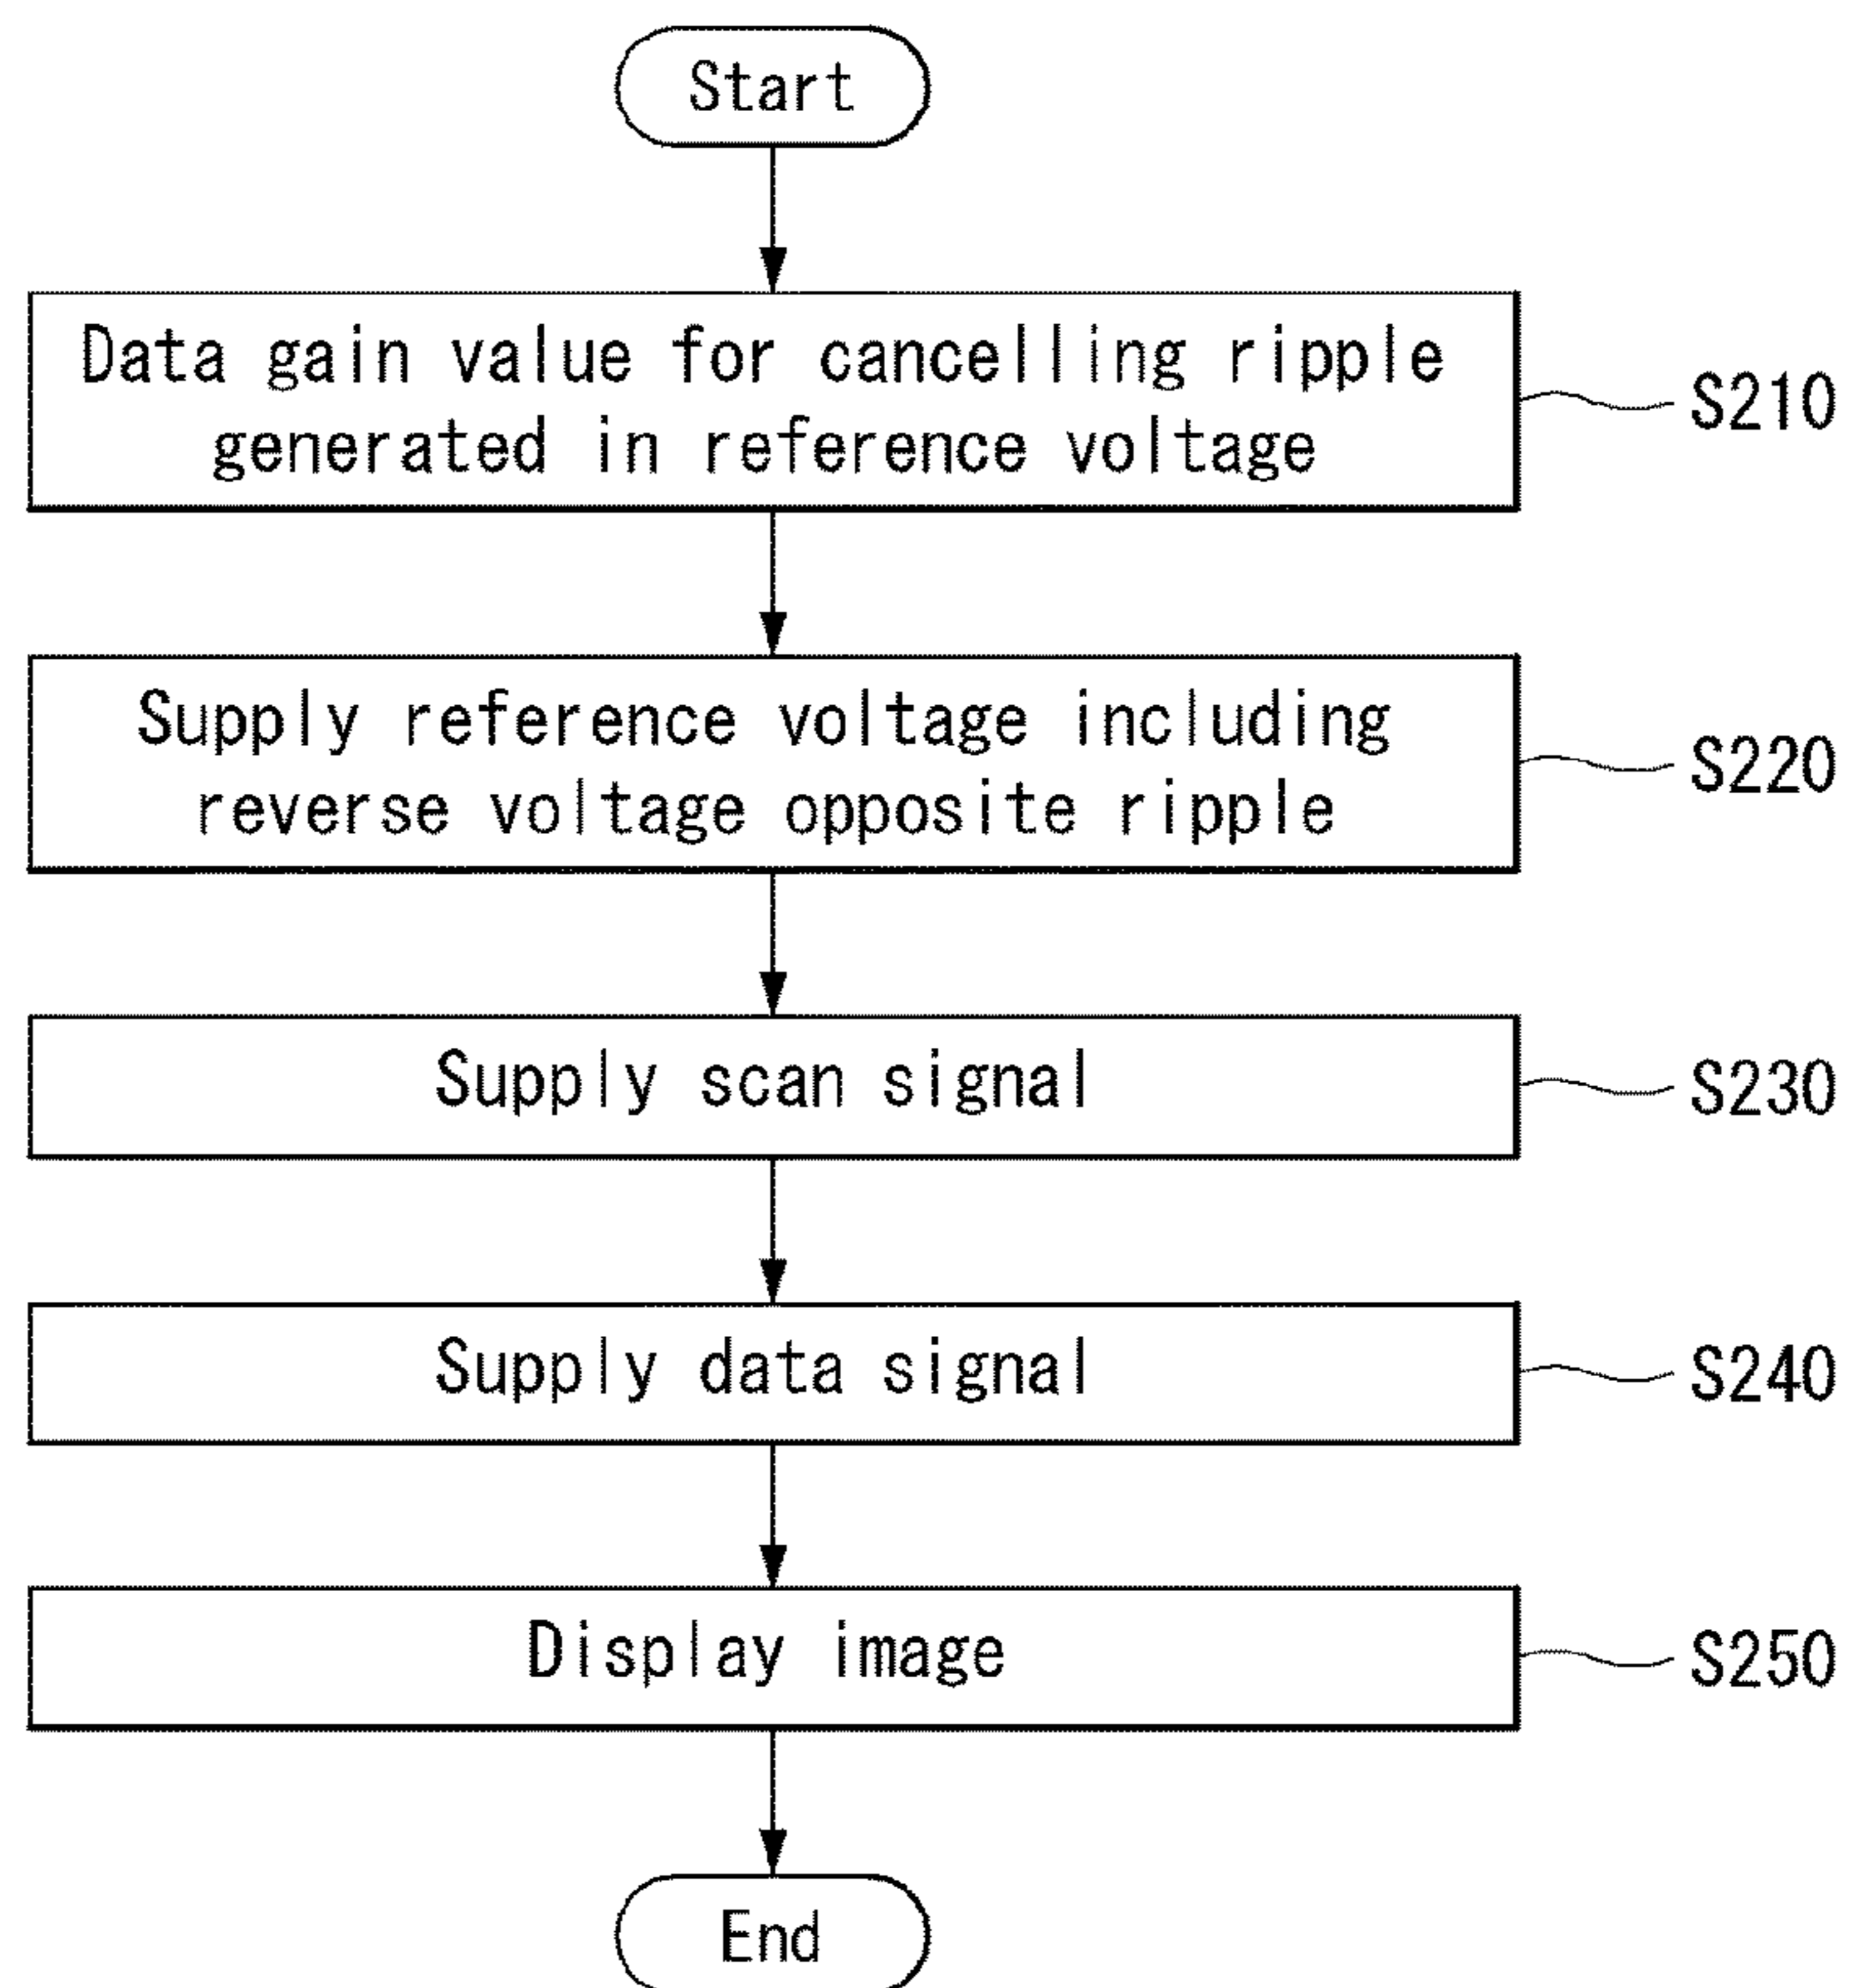 Start
Data gain value for cancelling ripple
generated in reference voltage
S210
Supply reference voltage including
reverse voltage opposite ripple
S220
Supply scan signal
S230
Supply data signal
S240
Display image
S250
End